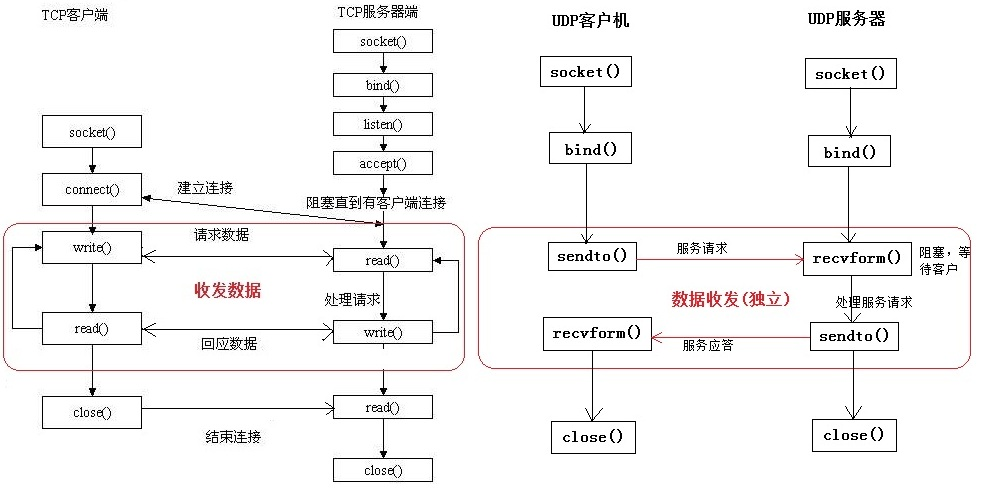 TCP客户端
TCP服务器端
socket()
bind()
listen()
accept()
阻塞直到有客户端连接
socket()
connect()
建立连接
write()
请求数据
read()
收发数据
处理请求
read()
回应数据
write()
close()
结束连接
read()
close()
UDP客户机
UDP服务器
socket()
socket()
bind()
bind()
sendto()
服务请求
recvform()
阻塞，等
待客户
数据收发(独立)
处理服务请求
recvform()
服务应答
sendto()
close()
close()